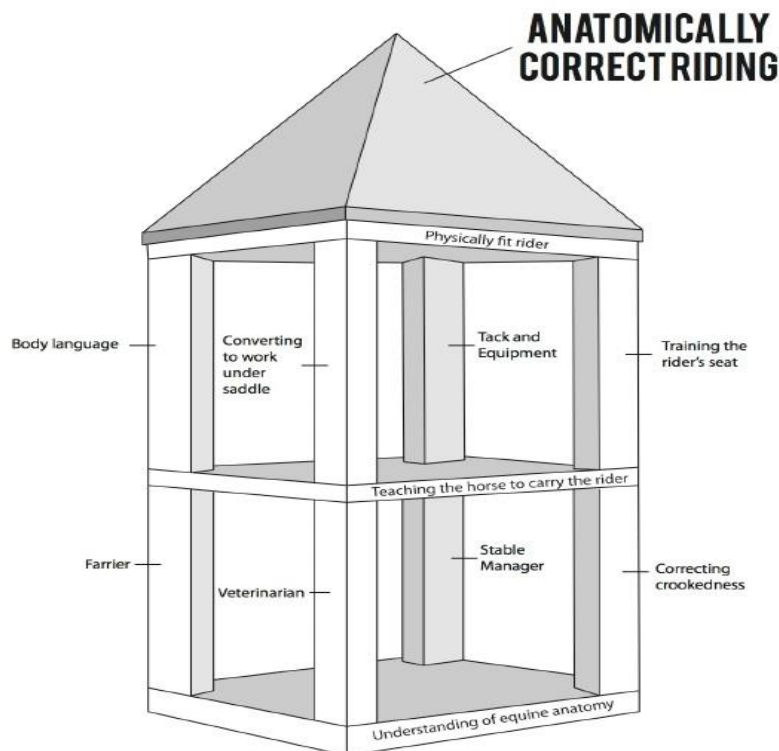 ANATOMICALLY
CORRECT RIDING
Physically fit rider
Body language
Converting
to work
under
saddle
Tack and
Equipment
Training the
rider's seat
Teaching the horse to carry the rider
Farrier
Veterinarian
Stable
Manager
Correcting
crookedness
Understanding of equine anatomy